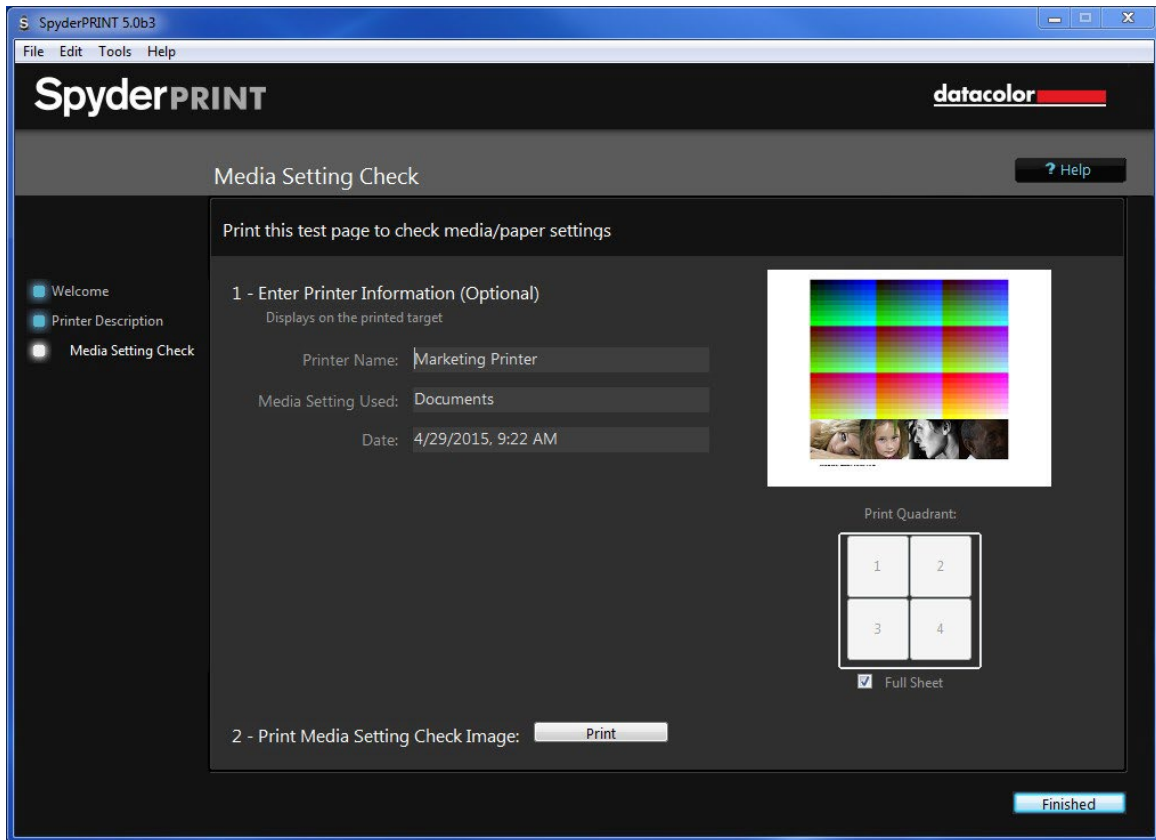 SpyderPRINT 5.0b3
File Edit Tools Help
SpyderPRINT
datacolor
Media Setting Check
? Help
Print this test page to check media/paper settings
Welcome
Printer Description
Media Setting Check
1 - Enter Printer Information (Optional)
Displays on the printed target
Printer Name: Marketing Printer
Media Setting Used: Documents
Date: 4/29/2015, 9:22 AM
Print Quadrant:
1 2
3 4
Full Sheet
2 - Print Media Setting Check Image: Print
Finished